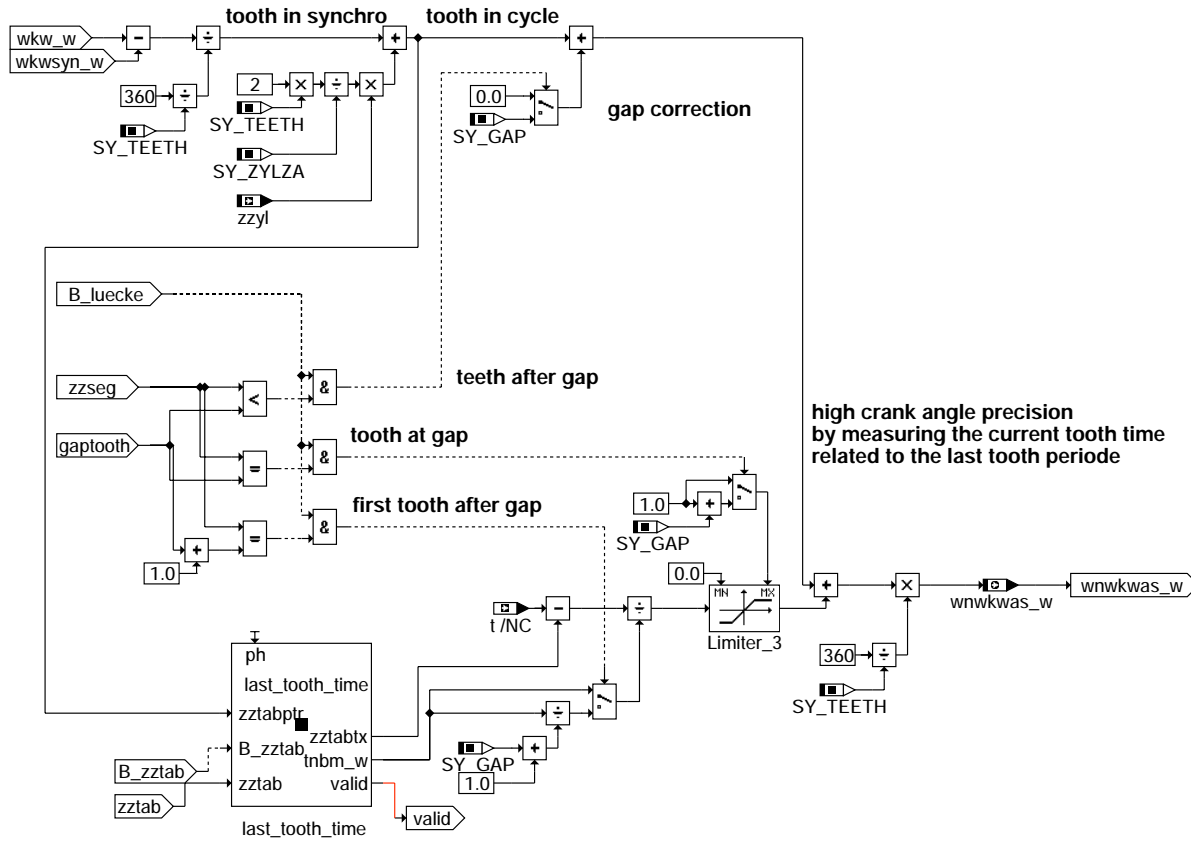 tooth in synchro
tooth in cycle
wkw_w
-
÷
+
+
wkwsyn_w
360
÷
2
×
÷
×
0.0
gap correction
SY_TEETH
SY_TEETH
SY_GAP
SY_ZYLZA
zzyl
B_luecke
zzseg
<
&
teeth after gap
gaptooth
=
&
tooth at gap
high crank angle precision
by measuring the current tooth time
related to the last tooth periode
=
&
first tooth after gap
+
1.0
1.0
+
SY_GAP
0.0
MN
MX
Limiter_3
t /NC
-
÷
+
×
wnwkwas_w
wnwkwas_w
360
÷
SY_TEETH
ph
last_tooth_time
zztabptr
zztabtx
B_zztab
tnbm_w
zztab
valid
B_zztab
zztab
÷
SY_GAP
+
1.0
valid
last_tooth_time